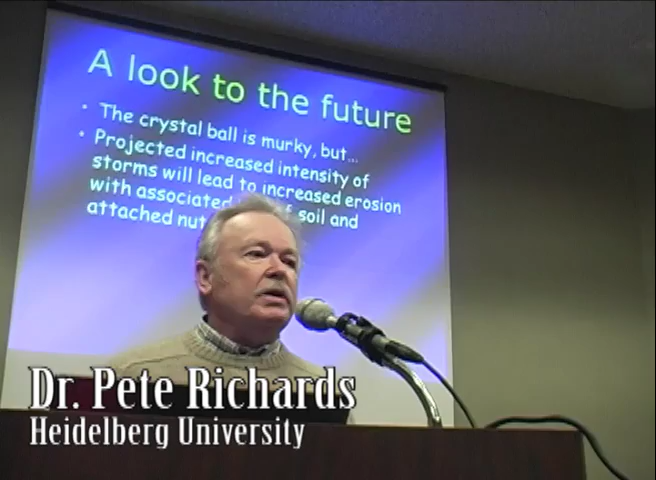 A look to the future
• The crystal ball is murky, but...
• Projected increased intensity of
storms will lead to increased erosion
with associated soil and
attached
Dr. Pete Richards
Heidelberg University